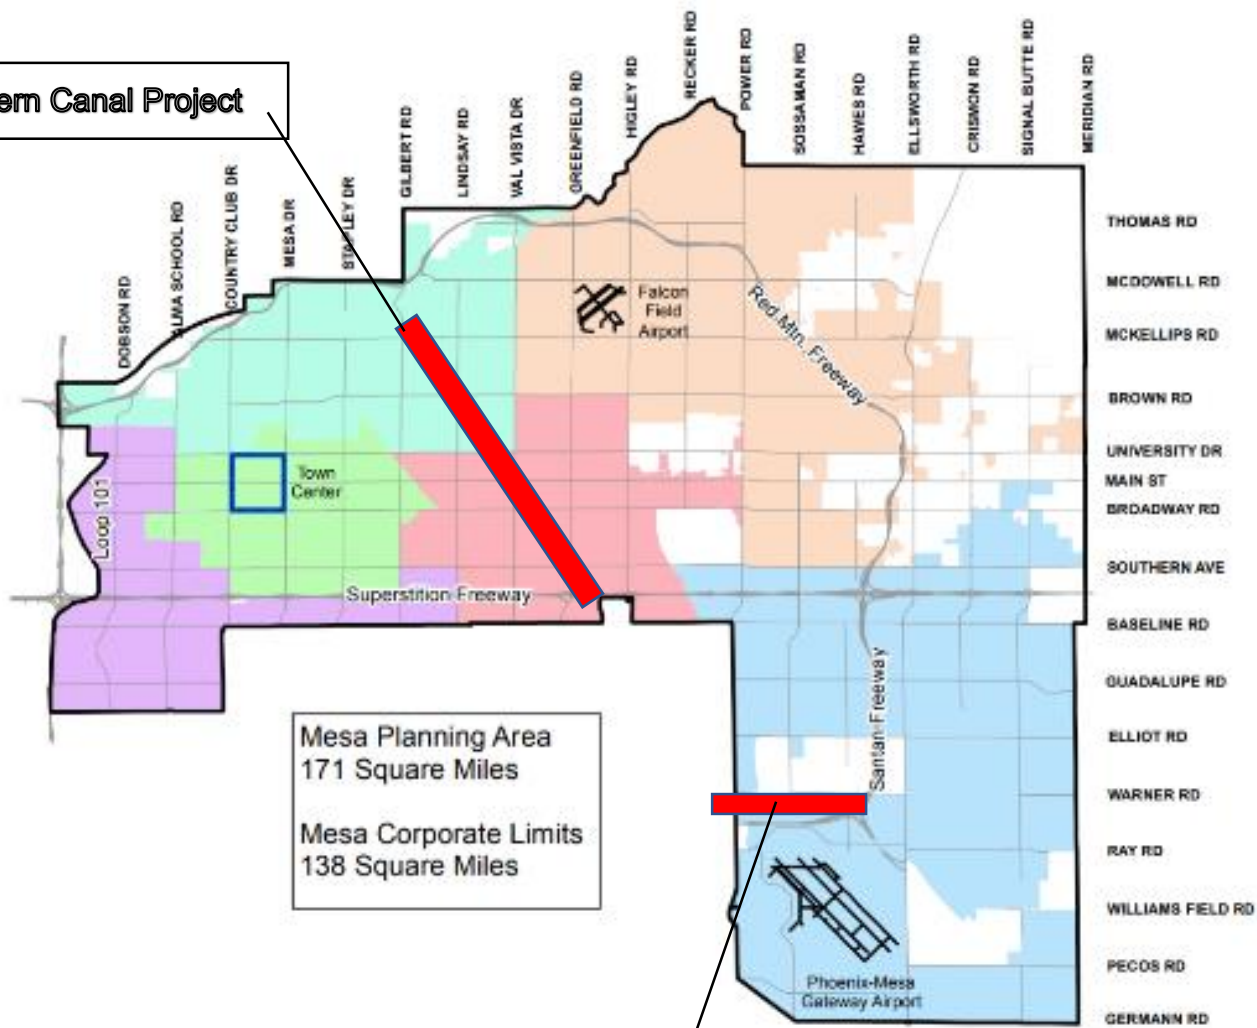 ern Canal Project
DOBSON RD
ALMA SCHOOL RD
COUNTRY CLUB DR
MESA DR
STAPLEY DR
GILBERT RD
LINDSAY RD
VAL VISTA DR
GREENFIELD RD
HIGLEY RD
RECKER RD
POWER RD
SOSSAMAN RD
HAWES RD
ELLSWORTH RD
CRISMON RD
SIGNAL BUTTE RD
MERIDIAN RD
THOMAS RD
MCDOWELL RD
MCKELLIPS RD
BROWN RD
UNIVERSITY DR
MAIN ST
BROADWAY RD
SOUTHERN AVE
BASELINE RD
GUADALUPE RD
ELLIOT RD
WARNER RD
RAY RD
WILLIAMS FIELD RD
PECOS RD
GERMANN RD
Falcon
Field
Airport
Red Mtn. Freeway
Town
Center
Loop 101
Superstition Freeway
Santan Freeway
Mesa Planning Area
171 Square Miles
Mesa Corporate Limits
138 Square Miles
Phoenix-Mesa
Gateway Airport